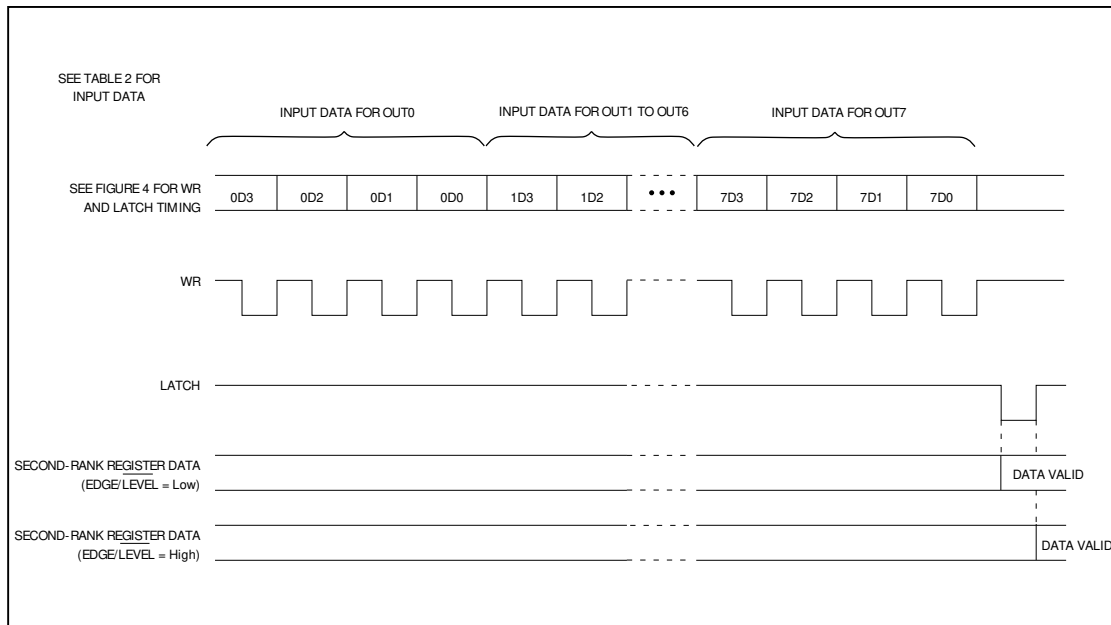 SEE TABLE 2 FOR
INPUT DATA
INPUT DATA FOR OUT0
INPUT DATA FOR OUT1 TO OUT6
INPUT DATA FOR OUT7
SEE FIGURE 4 FOR WR
AND LATCH TIMING
0D3 0D2 0D1 0D0 1D3 1D2 ••• 7D3 7D2 7D1 7D0
WR
LATCH
SECOND-RANK REGISTER DATA
(EDGE/LEVEL = Low)
DATA VALID
SECOND-RANK REGISTER DATA
(EDGE/LEVEL = High)
DATA VALID